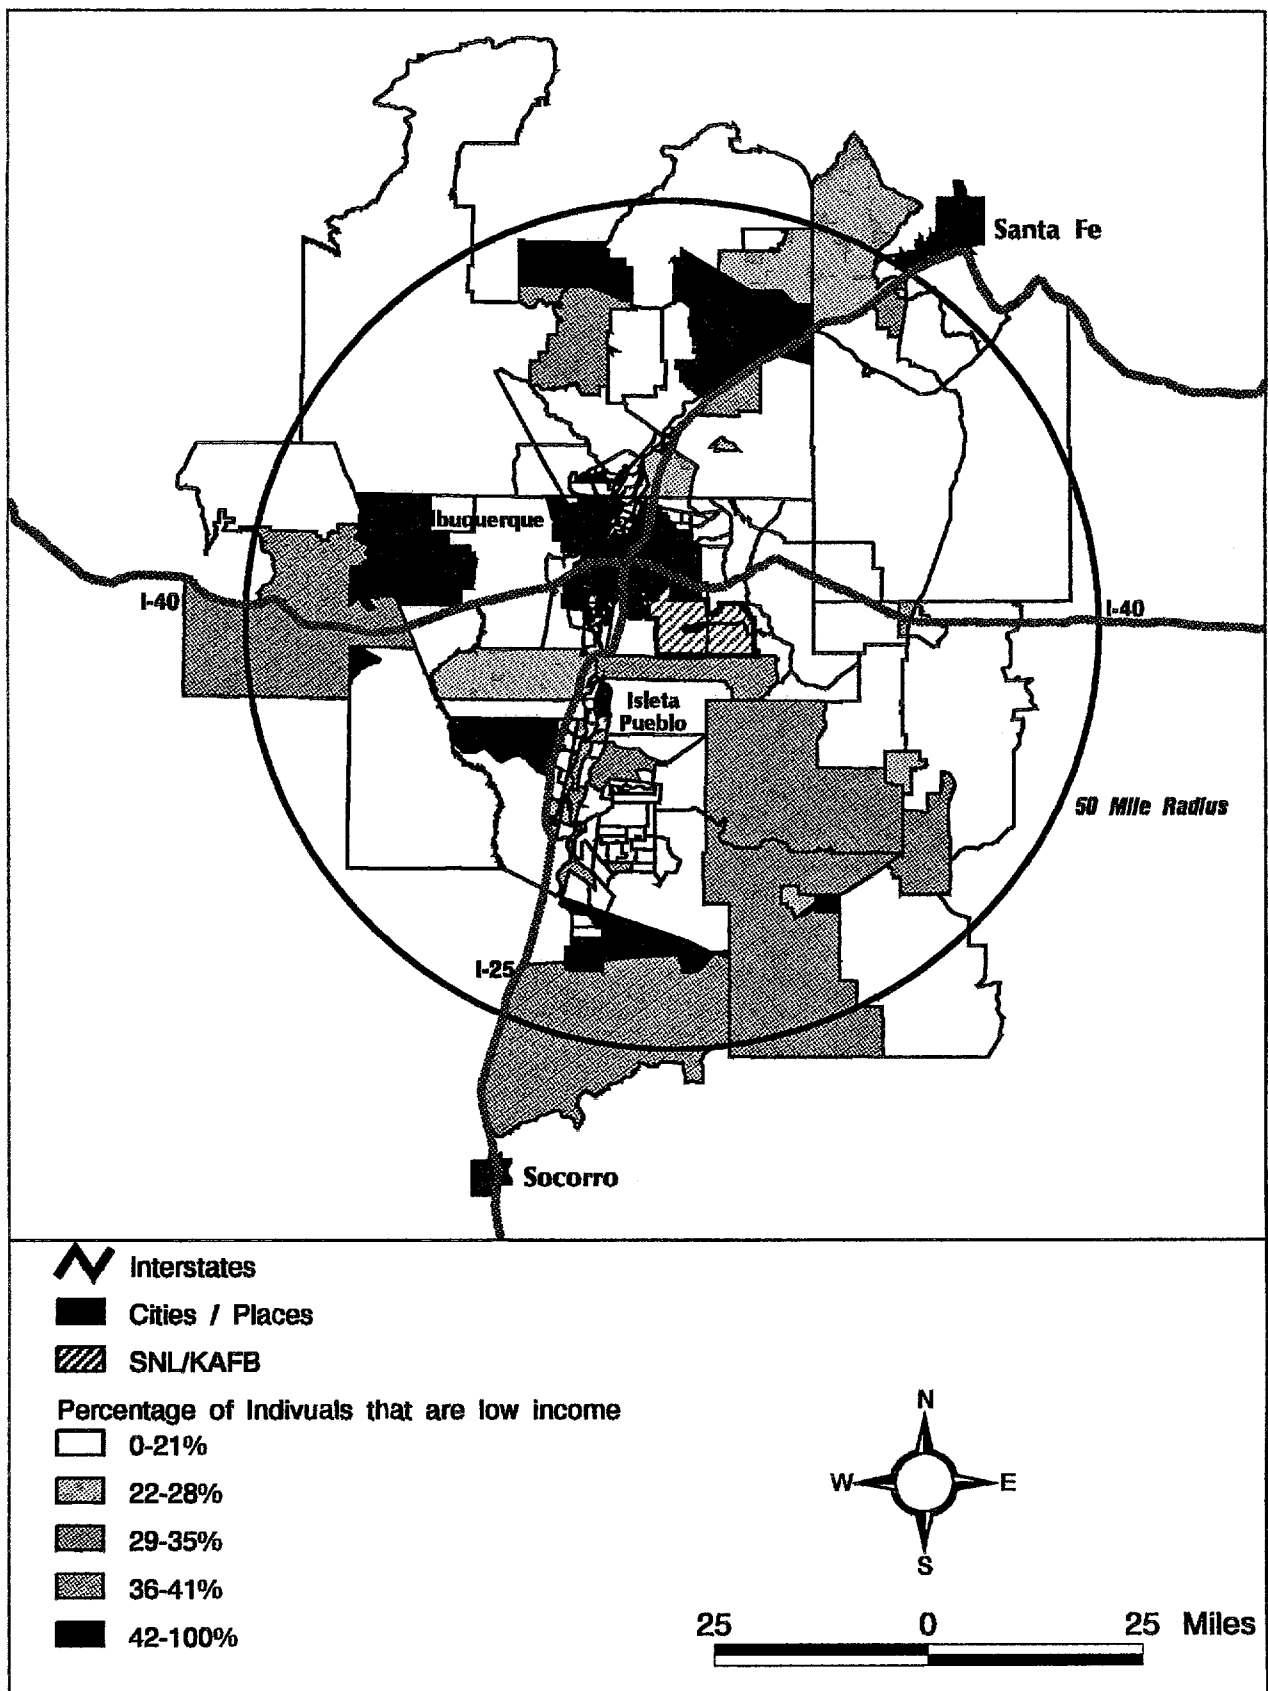 Santa Fe
lbuquerque
I-40
I-40
Isleta
Pueblo
50 Mile Radius
I-25
Socorro
Interstates
Cities / Places
SNL/KAFB
Percentage of Indivuals that are low income
0-21%
22-28%
29-35%
36-41%
42-100%
N
W
E
S
25 0 25 Miles